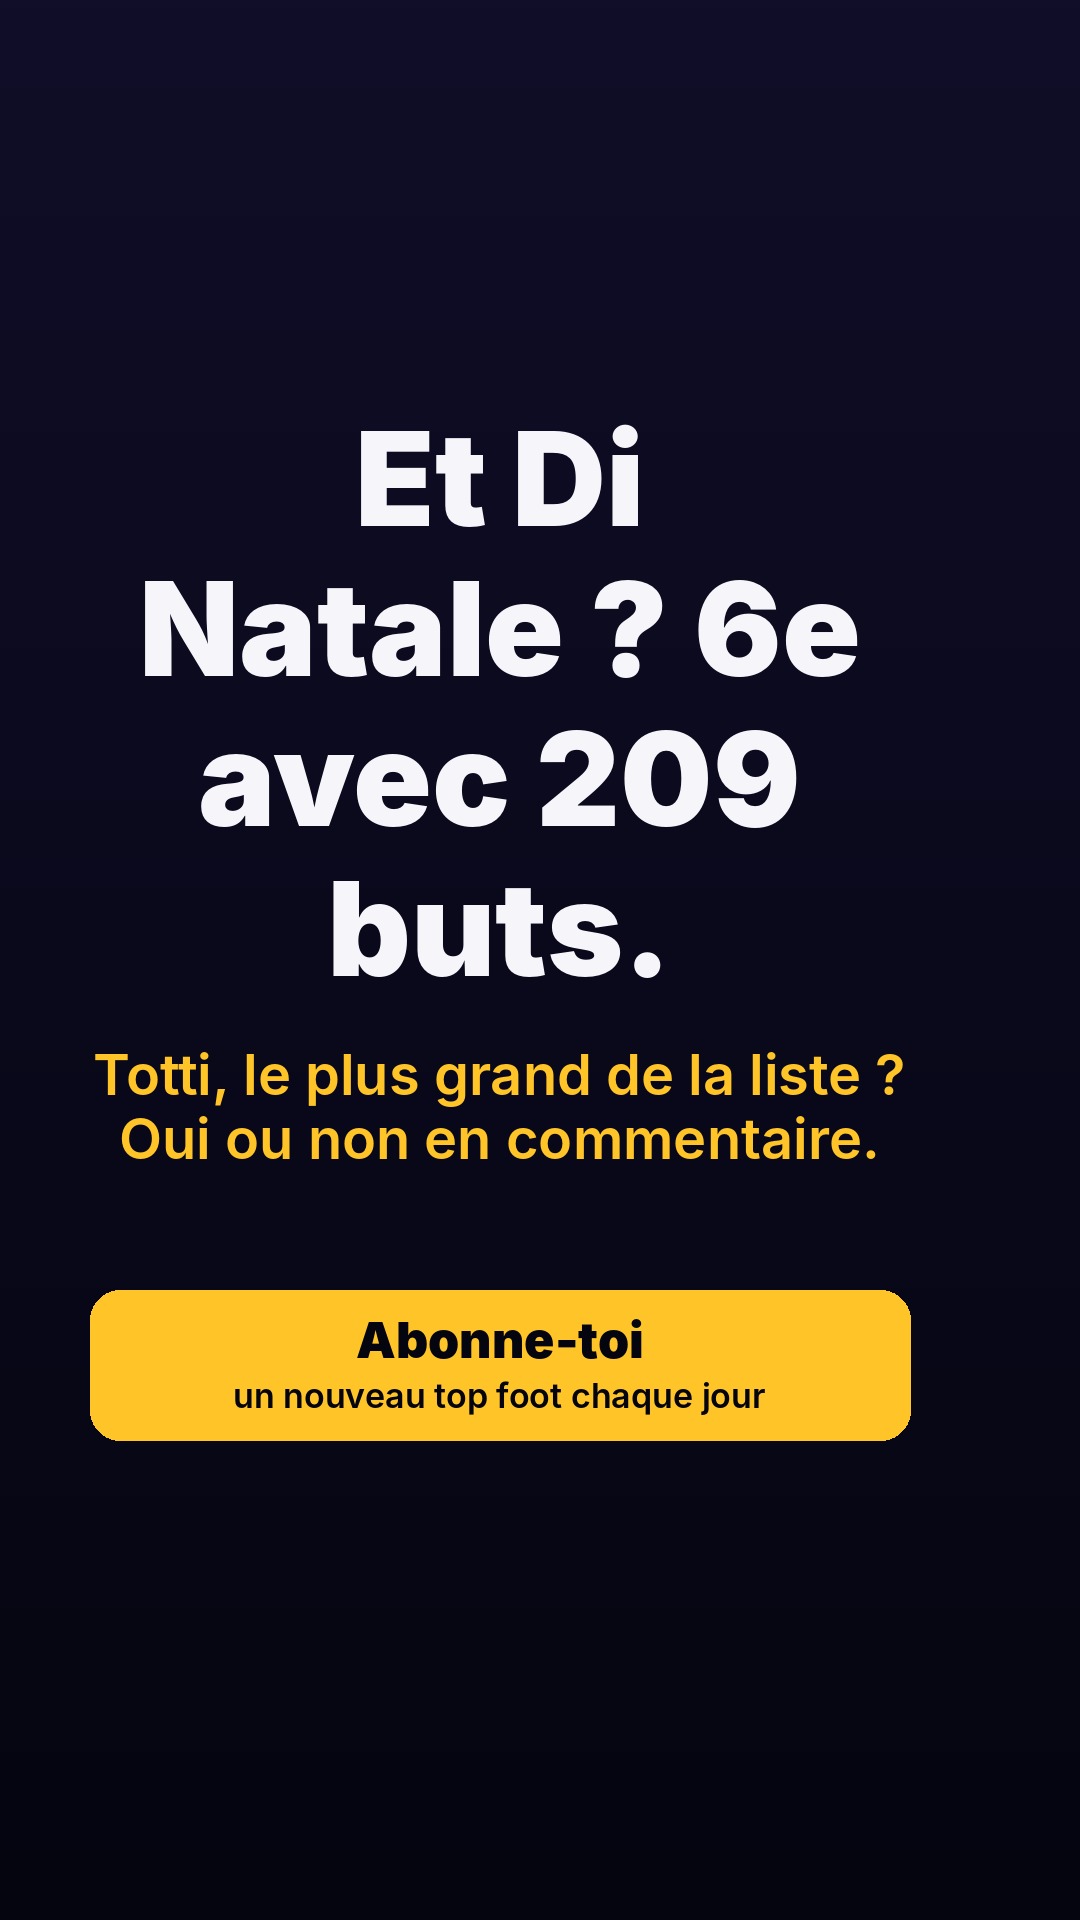 Et Di
Natale ? 6e
avec 209
buts.
Totti, le plus grand de la liste ?
Oui ou non en commentaire.
Abonne-toi
un nouveau top foot chaque jour